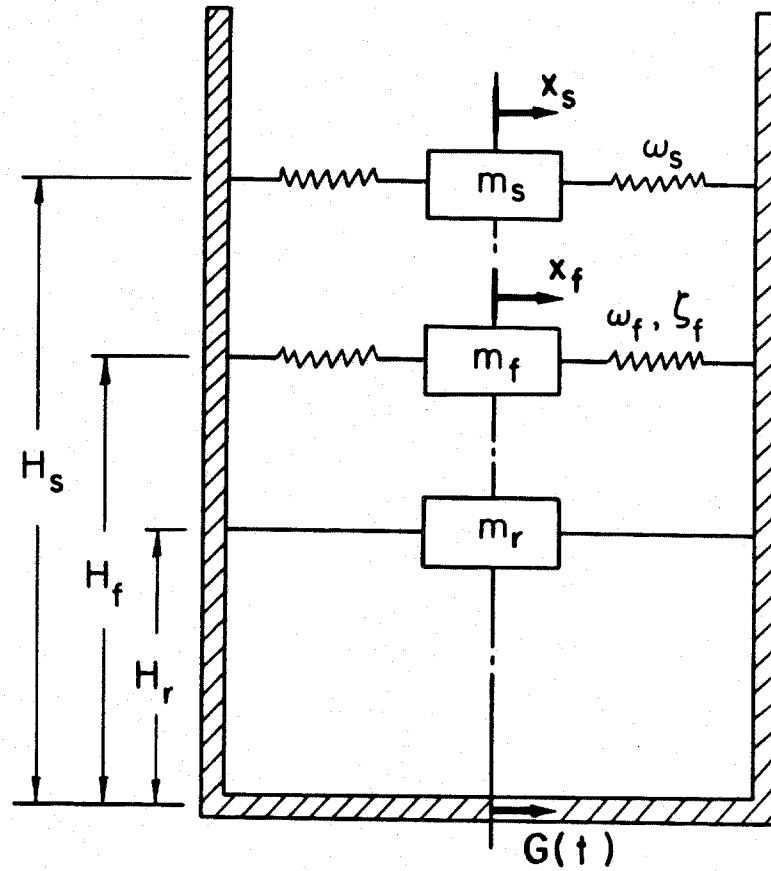 x_s
m_s
ω_s
x_f
m_f
ω_f, ζ_f
m_r
H_s
H_f
H_r
G(t)